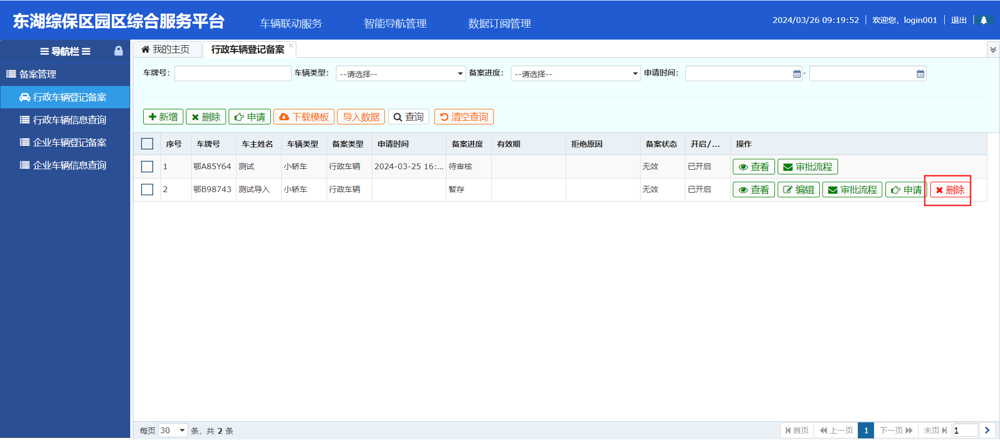 东湖综保区园区综合服务平台 车辆联动服务 智能导航管理 数据订阅管理 2024/03/26 09:19:52 欢迎您，login001 退出
导航栏 我的主页 行政车辆登记备案
备案管理
行政车辆登记备案
行政车辆信息查询
企业车辆登记备案
企业车辆信息查询
车牌号： 车辆类型： --请选择-- 备案进度： --请选择-- 申请时间： -
新增 删除 申请 下载模板 导入数据 查询 清空查询
序号 车牌号 车主姓名 车辆类型 备案类型 申请时间 备案进度 有效期 拒绝原因 备案状态 开启/... 操作
1 鄂A85Y64 测试 小轿车 行政车辆 2024-03-25 16:... 待审核 无效 已开启 查看 审批流程
2 鄂B98743 测试导入 小轿车 行政车辆 暂存 无效 已开启 查看 编辑 审批流程 申请 删除
每页 30 条，共 2 条 首页 上一页 1 下一页 末页 1